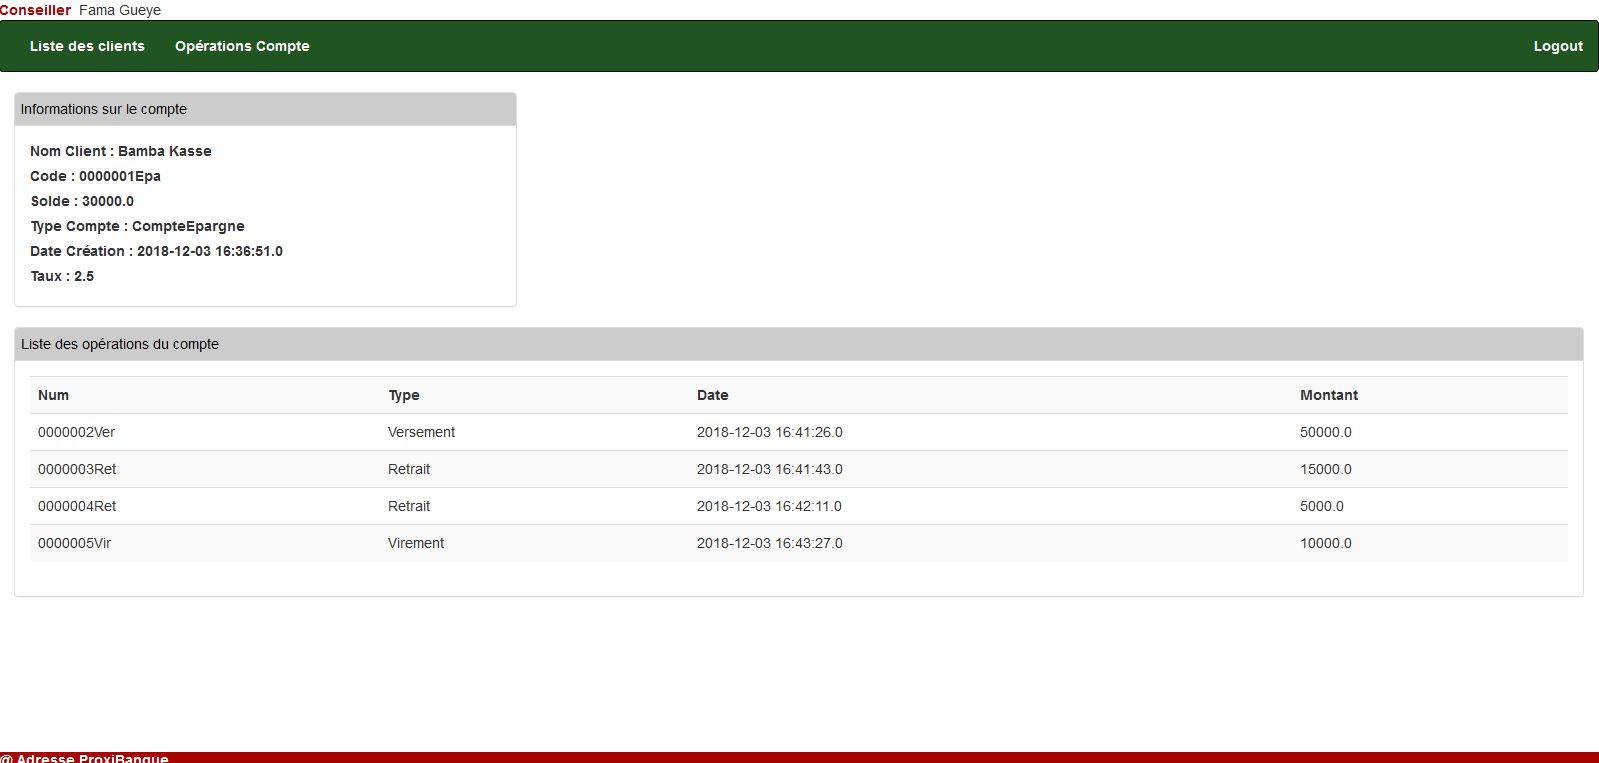 Conseiller Fama Gueye
Liste des clients Opérations Compte Logout
Informations sur le compte
Nom Client : Bamba Kasse
Code : 0000001Epa
Solde : 30000.0
Type Compte : CompteEpargne
Date Création : 2018-12-03 16:36:51.0
Taux : 2.5
Liste des opérations du compte
Num Type Date Montant
0000002Ver Versement 2018-12-03 16:41:26.0 50000.0
0000003Ret Retrait 2018-12-03 16:41:43.0 15000.0
0000004Ret Retrait 2018-12-03 16:42:11.0 5000.0
0000005Vir Virement 2018-12-03 16:43:27.0 10000.0
@ Adresse ProxiBanque